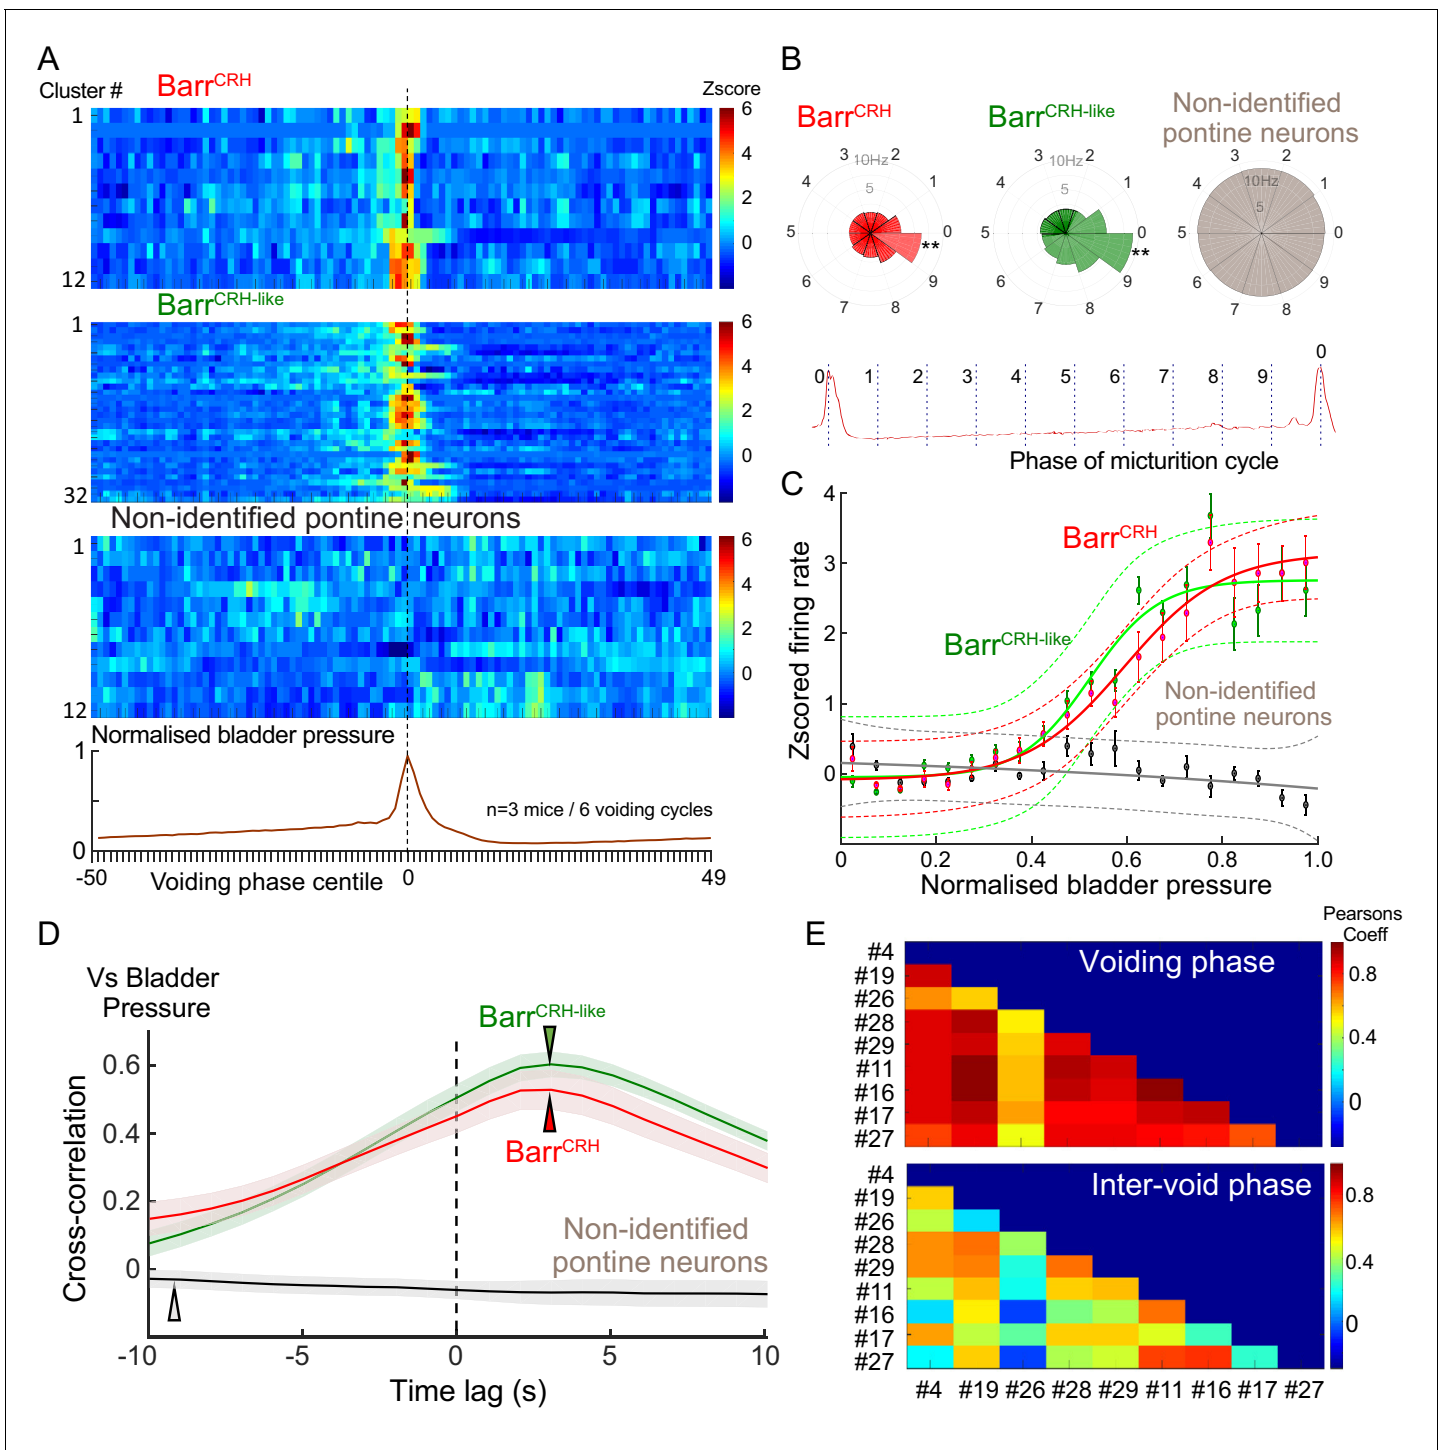 A
Barr^CRH
Cluster #
Zscore
1
12
6
4
2
0
Barr^CRH-like
1
32
6
4
2
0
Non-identified pontine neurons
1
12
6
4
2
0
Normalised bladder pressure
1
0
n=3 mice / 6 voiding cycles
-50
Voiding phase centile
0
49
B
Barr^CRH
Barr^CRH-like
Non-identified
pontine neurons
3 10Hz 2
4 5 1
5 0
**
6 9
7 8
3 10Hz 2
4 5 1
5 0
**
6 9
7 8
3 2
4 10Hz 1
5
5 0
6 9
7 8
0
0 1 2 3 4 5 6 7 8 9
Phase of micturition cycle
C
Zscored firing rate
4
3
2
1
0
Barr^CRH
Barr^CRH-like
Non-identified
pontine neurons
0 0.2 0.4 0.6 0.8 1.0
Normalised bladder pressure
D
Vs Bladder
Pressure
Barr^CRH-like
Barr^CRH
Non-identified
pontine neurons
Cross-correlation
0.6
0.4
0.2
0
-10 -5 0 5 10
Time lag (s)
E
Pearsons
Coeff
Voiding phase
#4
#19
#26
#28
#29
#11
#16
#17
#27
0.8
0.4
0
Inter-void phase
#4
#19
#26
#28
#29
#11
#16
#17
#27
0.8
0.4
0
#4 #19 #26 #28 #29 #11 #16 #17 #27